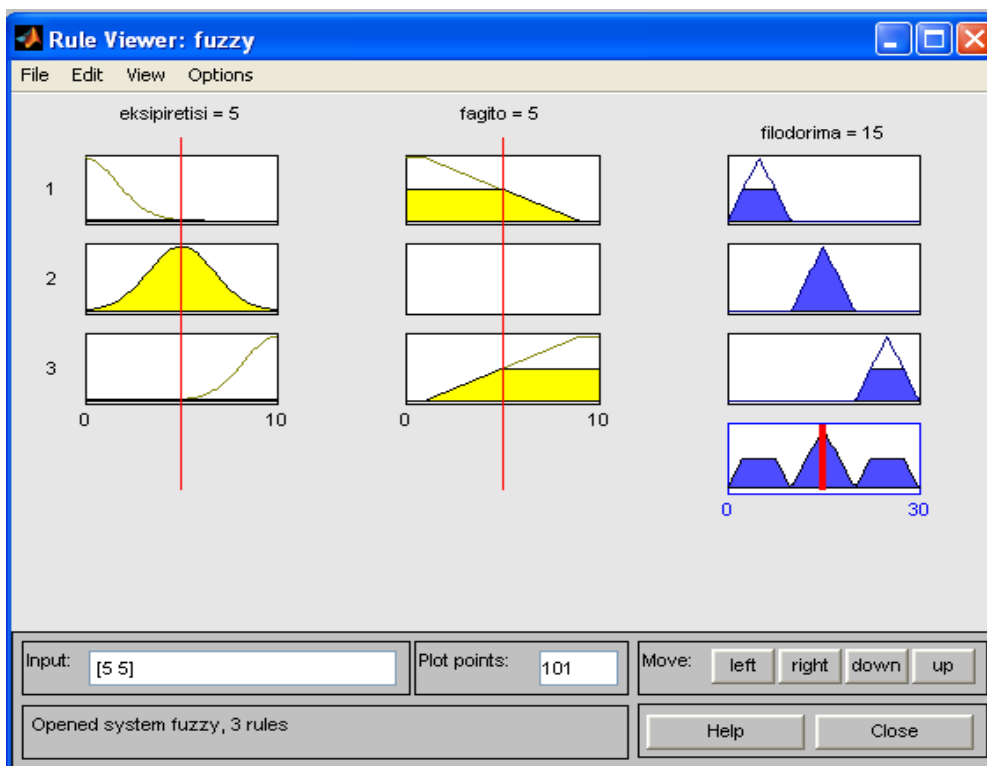 Rule Viewer: fuzzy
File Edit View Options
eksipiretisi = 5
fagito = 5
filodorima = 15
1
2
3
0 10
0 10
0 30
Input: [5 5]
Plot points: 101
Move: left right down up
Opened system fuzzy, 3 rules
Help Close